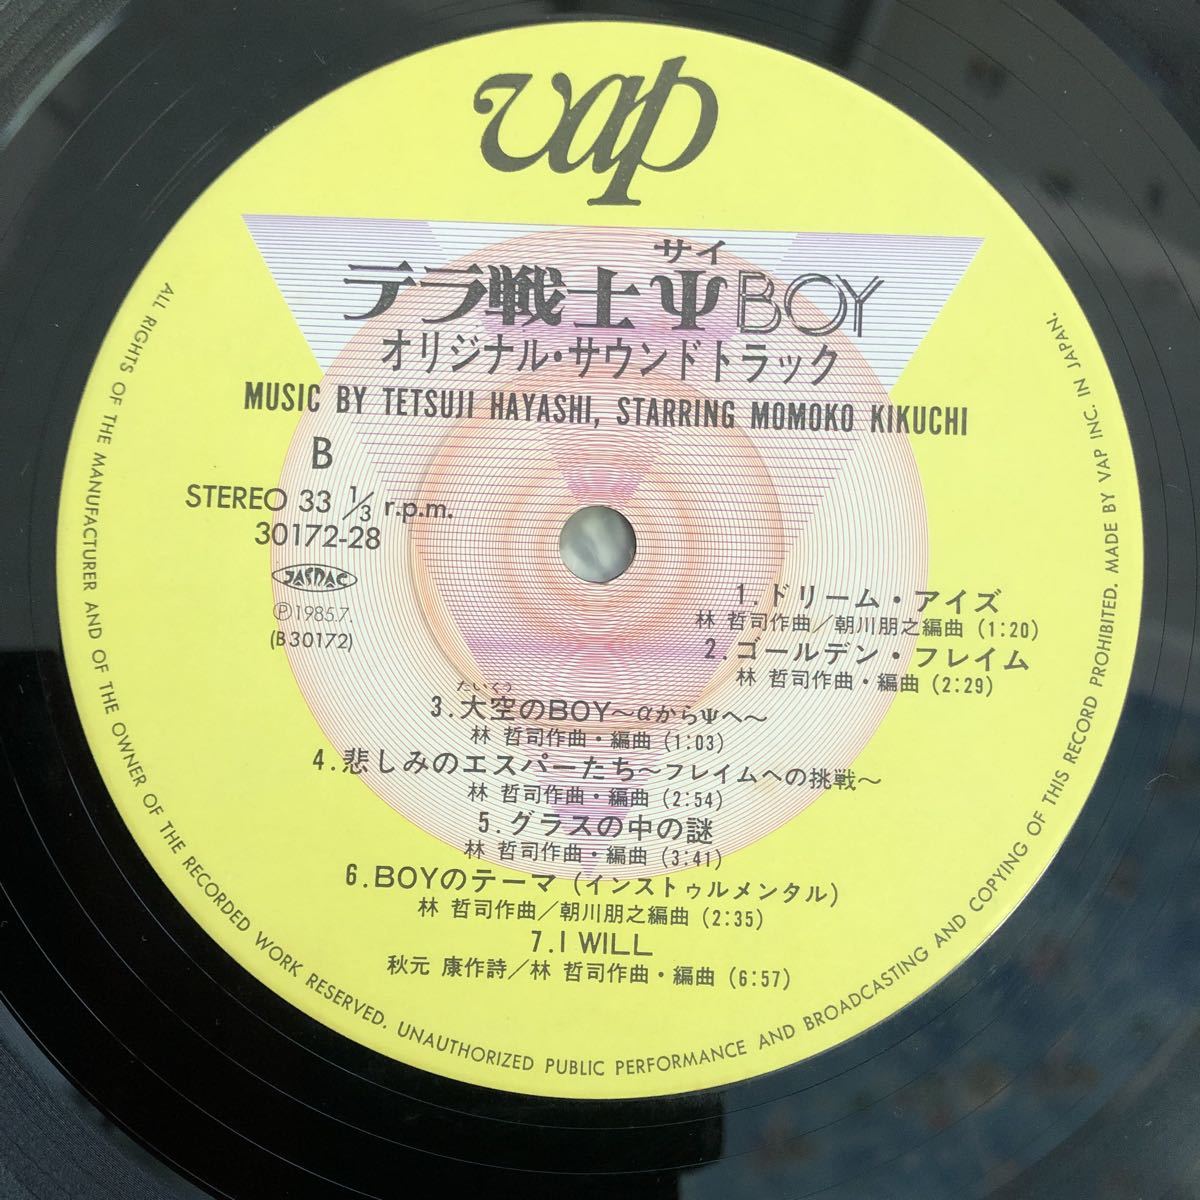 vap
サイ
テラ戦士ΨBOY
オリジナル・サウンドトラック
MUSIC BY TETSUJI HAYASHI, STARRING MOMOKO KIKUCHI
B
STEREO 33 1/3 r.p.m.
30172-28
JASRAC
Ⓟ1985.7.
(B30172)
1.ドリーム・アイズ
林 哲司作曲/朝川朋之編曲 (1:20)
2.ゴールデン・フレイム
林 哲司作曲・編曲 (2:29)
たいくう
3.大空のBOY～αからΨへ～
林 哲司作曲・編曲 (1:03)
4.悲しみのエスパーたち～フレイムへの挑戦～
林 哲司作曲・編曲 (2:54)
5.グラスの中の謎
林 哲司作曲・編曲 (3:41)
6.BOYのテーマ (インストゥルメンタル)
林 哲司作曲/朝川朋之編曲 (2:35)
7.I WILL
秋元 康作詩/林 哲司作曲・編曲 (6:57)
ALL RIGHTS OF THE MANUFACTURER AND OF THE OWNER OF THE RECORDED WORK RESERVED. UNAUTHORIZED PUBLIC PERFORMANCE AND BROADCASTING AND COPYING OF THIS RECORD PROHIBITED. MADE BY VAP INC. IN JAPAN.